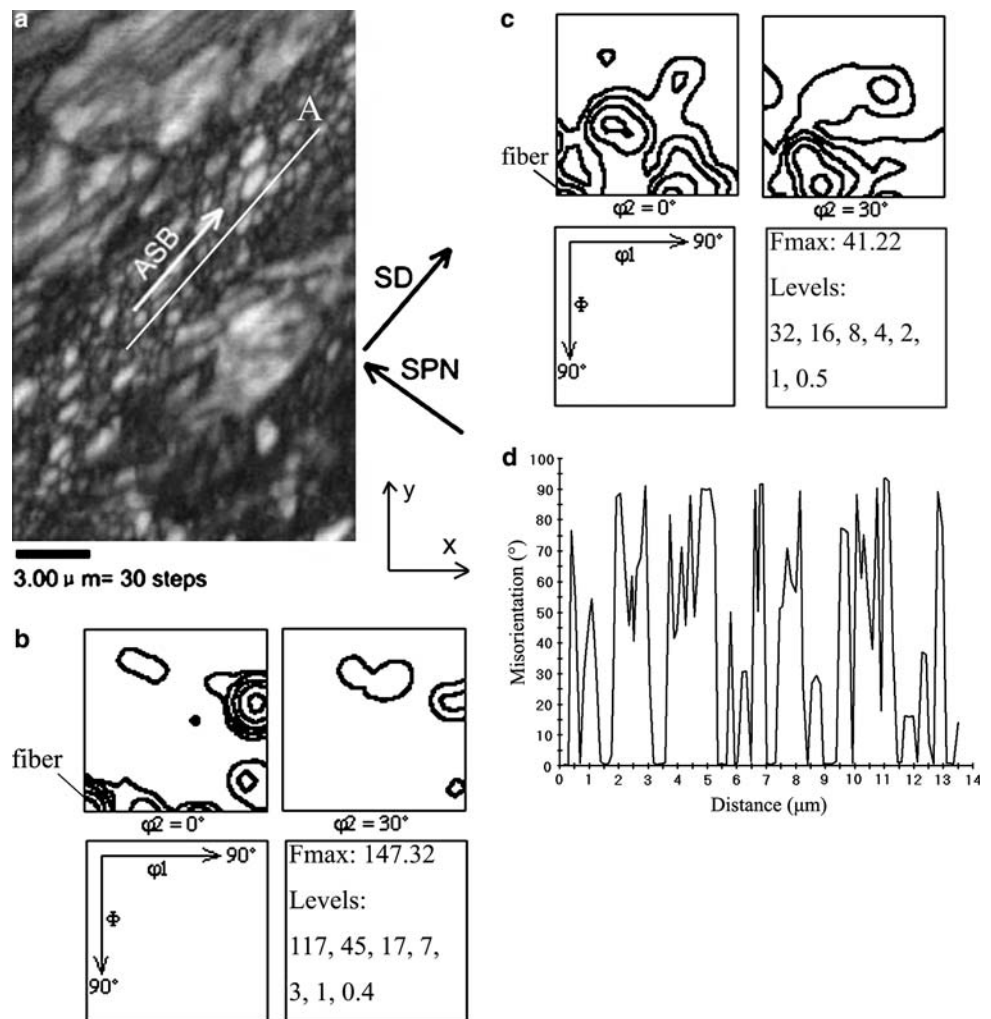 a
A
ASB
SD
SPN
y
x
3.00 μm= 30 steps
b
fiber
φ2 = 0° φ2 = 30°
φ1 90°
Φ
90°
Fmax: 147.32
Levels:
117, 45, 17, 7,
3, 1, 0.4
c
fiber
φ2 = 0° φ2 = 30°
φ1 90°
Φ
90°
Fmax: 41.22
Levels:
32, 16, 8, 4, 2,
1, 0.5
d
Misorientation (°)
100
90
80
70
60
50
40
30
20
10
0
0 1 2 3 4 5 6 7 8 9 10 11 12 13 14
Distance (μm)